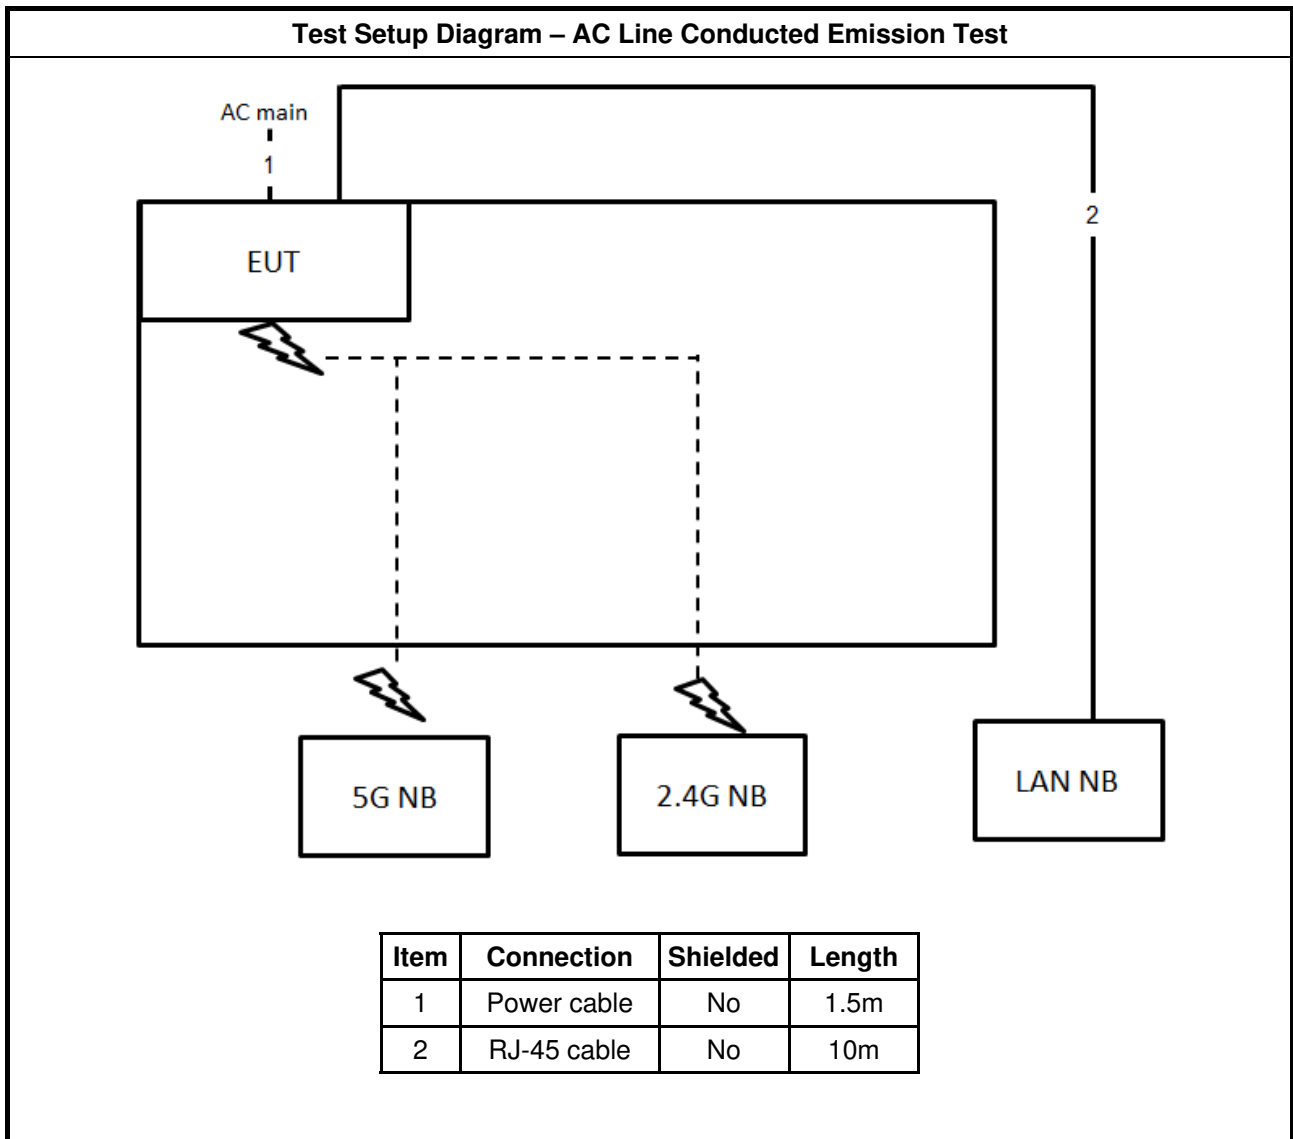 Test Setup Diagram – AC Line Conducted Emission Test
AC main
1
2
EUT
5G NB
2.4G NB
LAN NB
Item Connection Shielded Length
1 Power cable No 1.5m
2 RJ-45 cable No 10m